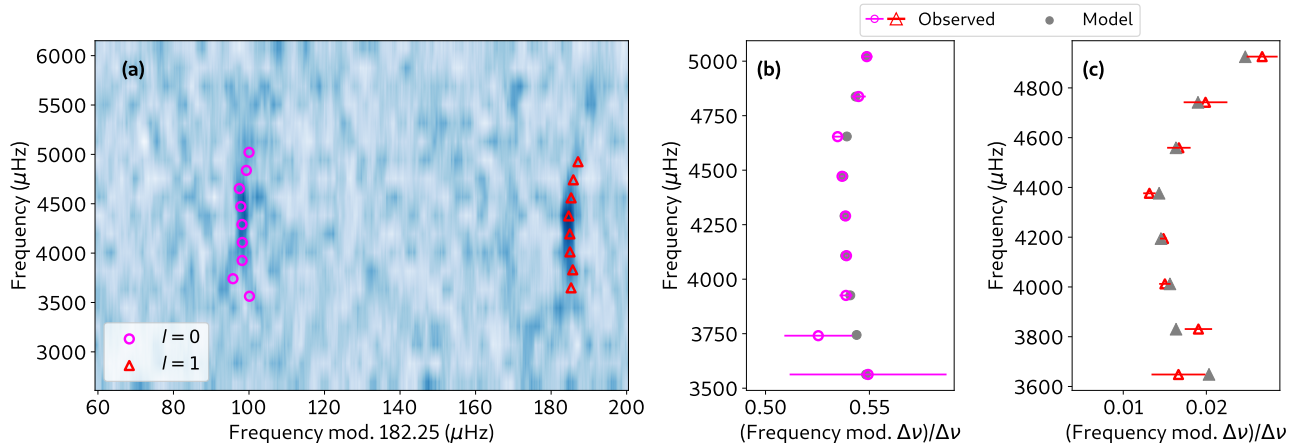 Observed Model
(a)
6000
5500
5000
4500
4000
3500
3000
Frequency (μHz)
l = 0
l = 1
60 80 100 120 140 160 180 200
Frequency mod. 182.25 (μHz)
(b)
5000
4750
4500
4250
4000
3750
3500
Frequency (μHz)
0.50 0.55
(Frequency mod. Δν)/Δν
(c)
4800
4600
4400
4200
4000
3800
3600
Frequency (μHz)
0.01 0.02
(Frequency mod. Δν)/Δν